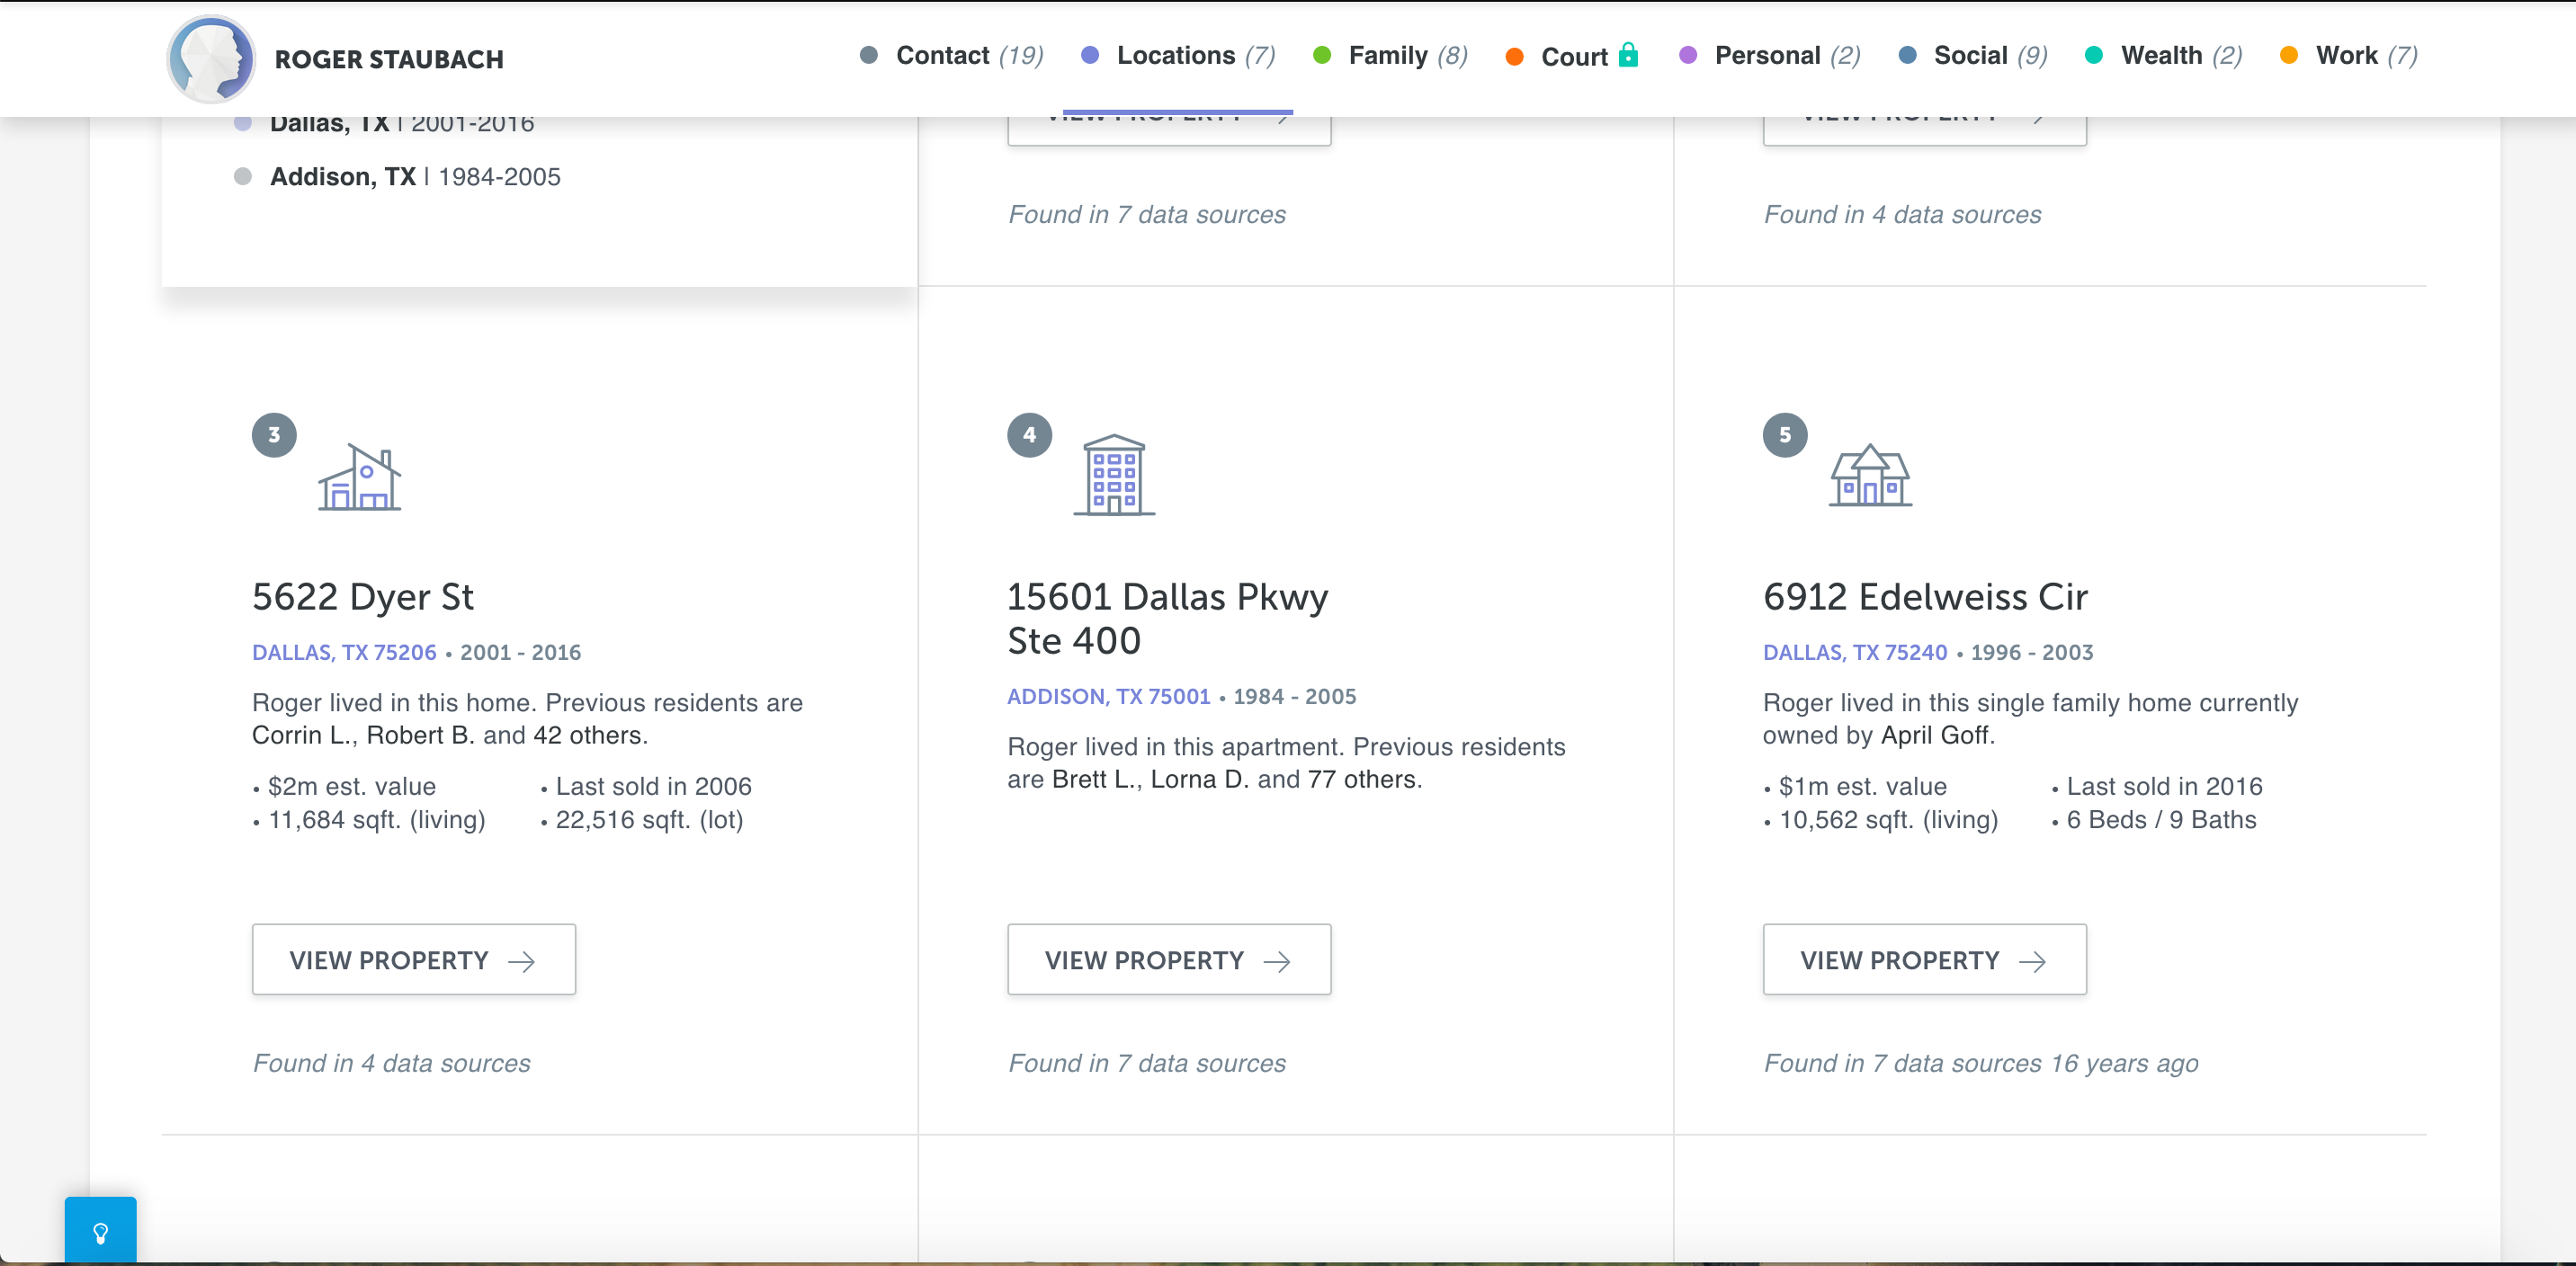 ROGER STAUBACH
Contact (19)
Locations (7)
Family (8)
Court
Personal (2)
Social (9)
Wealth (2)
Work (7)
Dallas, TX | 2001-2016
Addison, TX | 1984-2005
VIEW PROPERTY
Found in 7 data sources
VIEW PROPERTY
Found in 4 data sources
3
5622 Dyer St
DALLAS, TX 75206 • 2001 - 2016
Roger lived in this home. Previous residents are
Corrin L., Robert B. and 42 others.
• $2m est. value
• Last sold in 2006
• 11,684 sqft. (living)
• 22,516 sqft. (lot)
VIEW PROPERTY →
Found in 4 data sources
4
15601 Dallas Pkwy
Ste 400
ADDISON, TX 75001 • 1984 - 2005
Roger lived in this apartment. Previous residents
are Brett L., Lorna D. and 77 others.
VIEW PROPERTY →
Found in 7 data sources
5
6912 Edelweiss Cir
DALLAS, TX 75240 • 1996 - 2003
Roger lived in this single family home currently
owned by April Goff.
• $1m est. value
• Last sold in 2016
• 10,562 sqft. (living)
• 6 Beds / 9 Baths
VIEW PROPERTY →
Found in 7 data sources 16 years ago